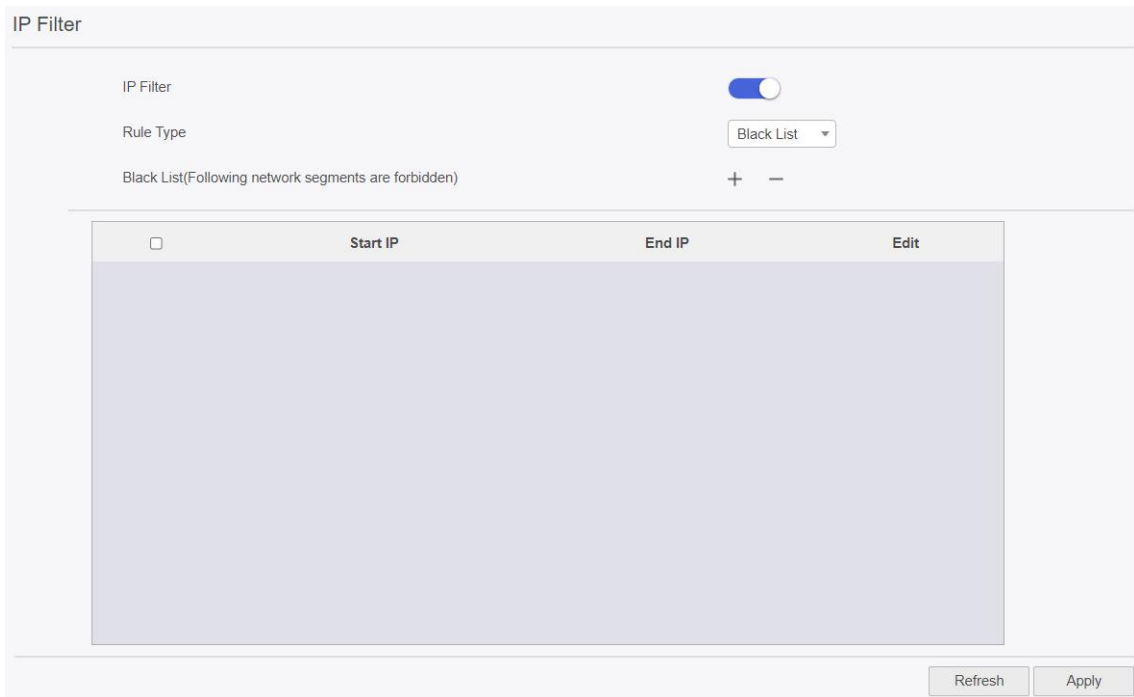 IP Filter
IP Filter
Rule Type Black List
Black List(Following network segments are forbidden)
Start IP End IP Edit
Refresh Apply